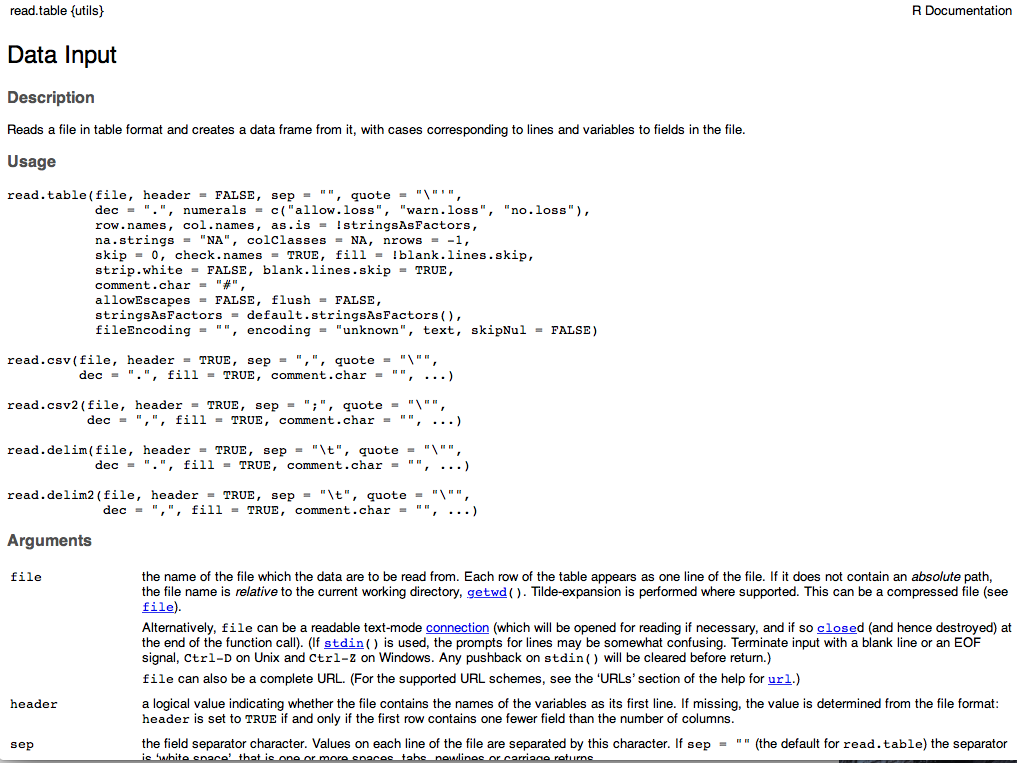 read.table {utils}
R Documentation
Data Input
Description
Reads a file in table format and creates a data frame from it, with cases corresponding to lines and variables to fields in the file.
Usage
read.table(file, header = FALSE, sep = "", quote = "\"'",
           dec = ".", numerals = c("allow.loss", "warn.loss", "no.loss"),
           row.names, col.names, as.is = !stringsAsFactors,
           na.strings = "NA", colClasses = NA, nrows = -1,
           skip = 0, check.names = TRUE, fill = !blank.lines.skip,
           strip.white = FALSE, blank.lines.skip = TRUE,
           comment.char = "#",
           allowEscapes = FALSE, flush = FALSE,
           stringsAsFactors = default.stringsAsFactors(),
           fileEncoding = "", encoding = "unknown", text, skipNul = FALSE)
read.csv(file, header = TRUE, sep = ",", quote = "\"",
         dec = ".", fill = TRUE, comment.char = "", ...)
read.csv2(file, header = TRUE, sep = ";", quote = "\"",
          dec = ",", fill = TRUE, comment.char = "", ...)
read.delim(file, header = TRUE, sep = "\t", quote = "\"",
           dec = ".", fill = TRUE, comment.char = "", ...)
read.delim2(file, header = TRUE, sep = "\t", quote = "\"",
            dec = ",", fill = TRUE, comment.char = "", ...)
Arguments
file
the name of the file which the data are to be read from. Each row of the table appears as one line of the file. If it does not contain an absolute path,
the file name is relative to the current working directory, getwd(). Tilde-expansion is performed where supported. This can be a compressed file (see
file).
Alternatively, file can be a readable text-mode connection (which will be opened for reading if necessary, and if so closed (and hence destroyed) at
the end of the function call). (If stdin() is used, the prompts for lines may be somewhat confusing. Terminate input with a blank line or an EOF
signal, Ctrl-D on Unix and Ctrl-Z on Windows. Any pushback on stdin() will be cleared before return.)
file can also be a complete URL. (For the supported URL schemes, see the ‘URLs’ section of the help for url.)
header
a logical value indicating whether the file contains the names of the variables as its first line. If missing, the value is determined from the file format:
header is set to TRUE if and only if the first row contains one fewer field than the number of columns.
sep
the field separator character. Values on each line of the file are separated by this character. If sep = "" (the default for read.table) the separator
is ‘white space’, that is one or more spaces, tabs, newlines or carriage returns.